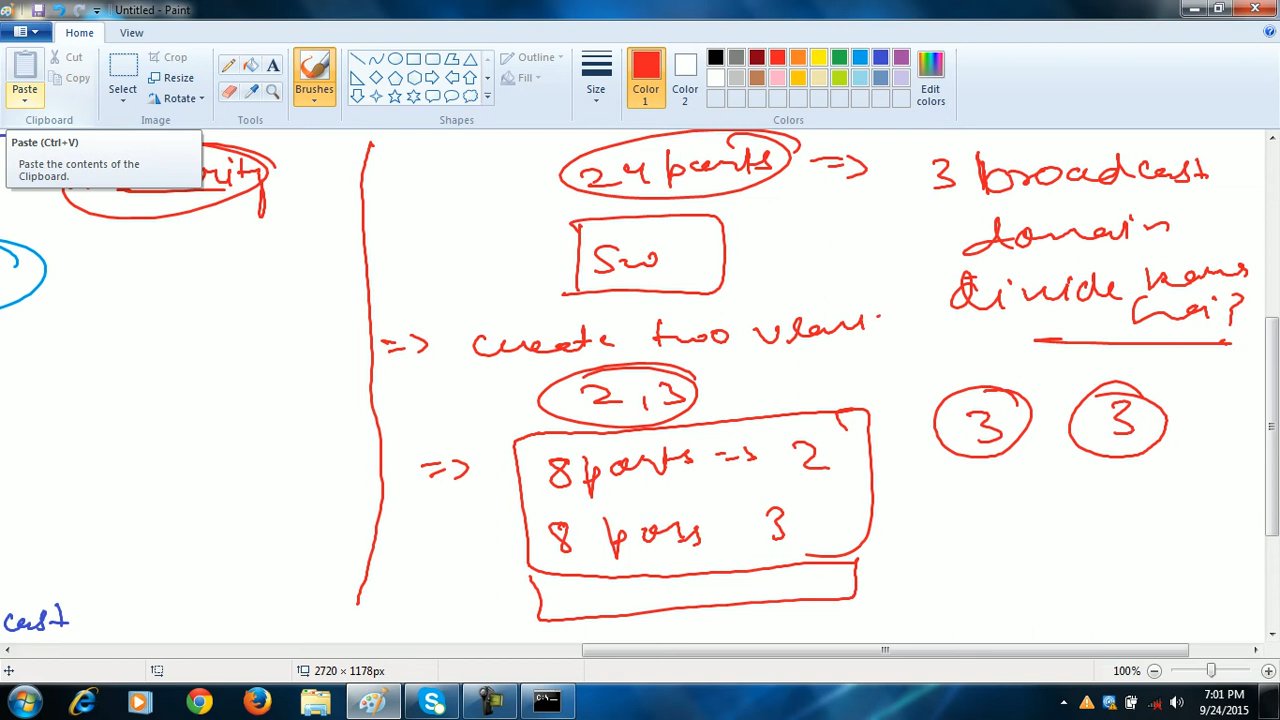 Untitled - Paint
Home
View
Paste
Cut
Copy
Clipboard
Select
Crop
Resize
Rotate
Image
Tools
Brushes
Outline
Fill
Shapes
Size
Color 1
Color 2
Edit colors
Colors
Paste (Ctrl+V)
Paste the contents of the Clipboard.
24 ports => 3 broadcast
domain
divide karna
hai?
=> create two vlan.
2,3
3 3
=> 8 ports => 2
8 3
cast
2720 × 1178px
100%
7:01 PM
9/24/2015